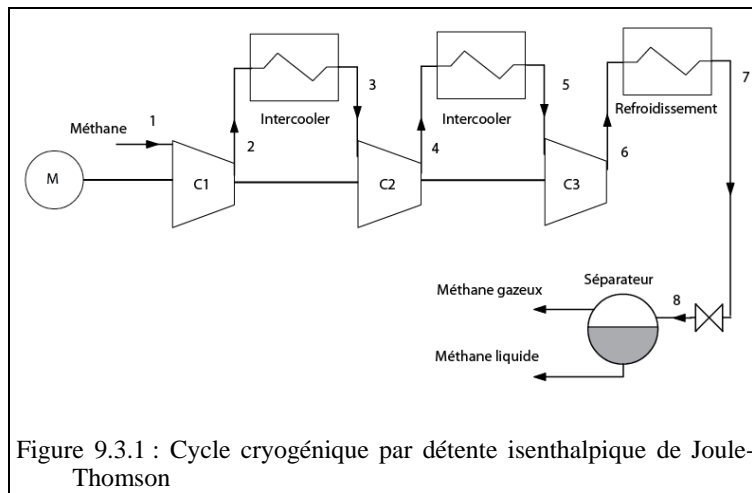 3
5
7
1
Intercooler
Intercooler
Refroidissement
Méthane
2
4
6
M
C1
C2
C3
Séparateur
Méthane gazeux
8
Méthane liquide
Figure 9.3.1 : Cycle cryogénique par détente isenthalpique de Joule-
Thomson